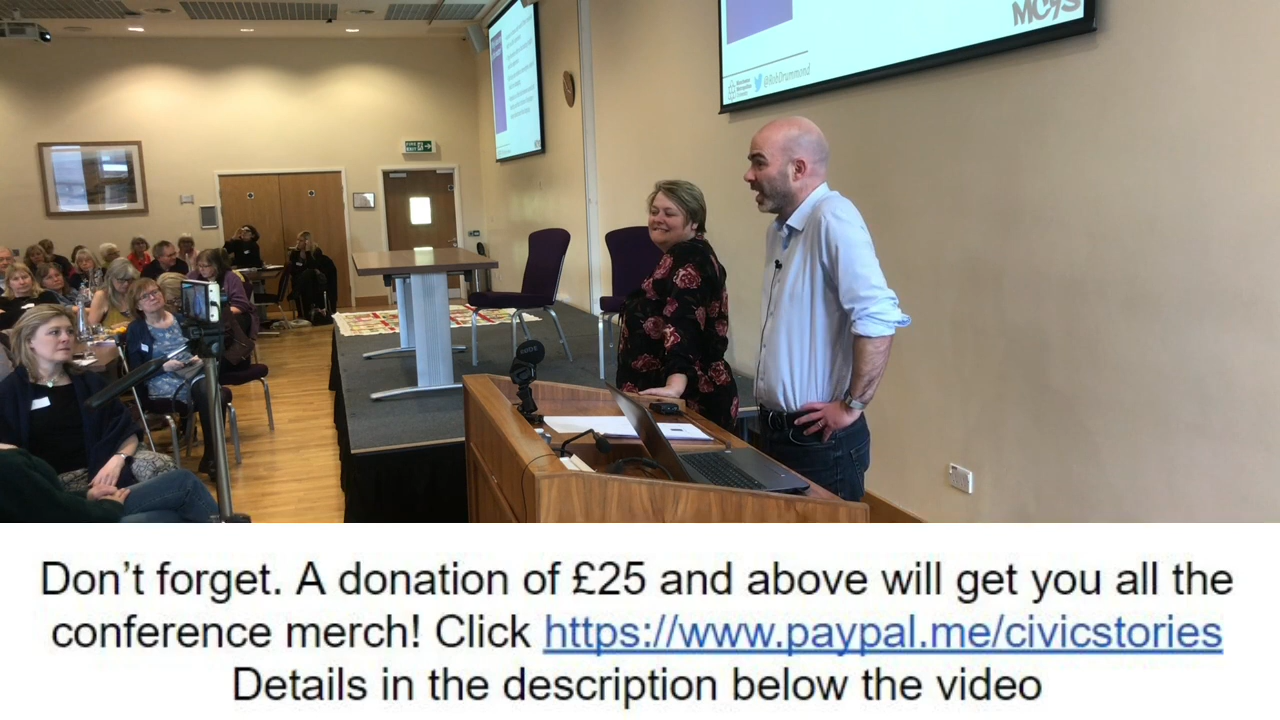 MCYS
@RobDrummond
Don't forget. A donation of £25 and above will get you all the
conference merch! Click https://www.paypal.me/civicstories
Details in the description below the video